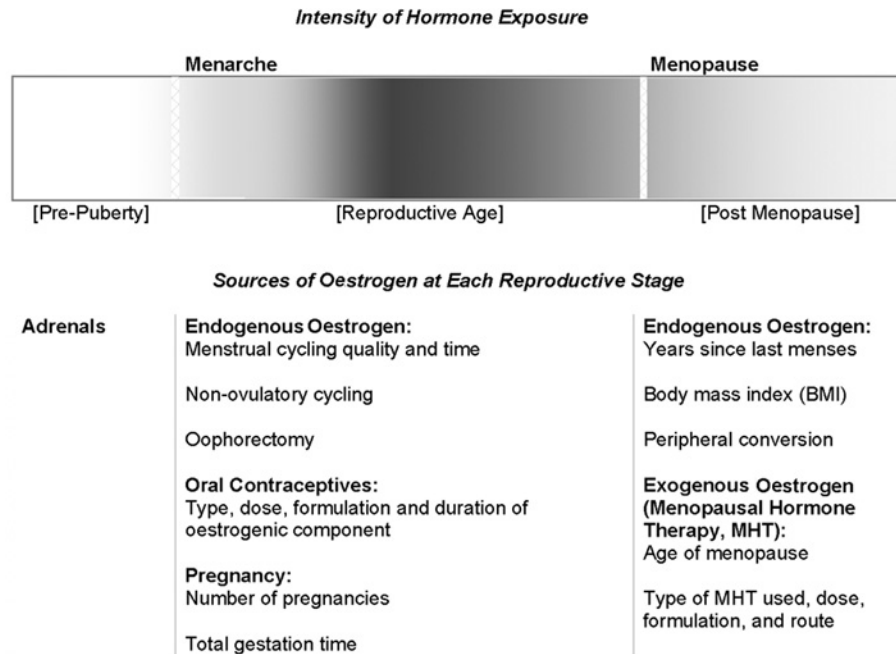 Intensity of Hormone Exposure
Menarche
Menopause
[Pre-Puberty]
[Reproductive Age]
[Post Menopause]
Sources of Oestrogen at Each Reproductive Stage
Adrenals
Endogenous Oestrogen:
Menstrual cycling quality and time
Non-ovulatory cycling
Oophorectomy
Oral Contraceptives:
Type, dose, formulation and duration of
oestrogenic component
Pregnancy:
Number of pregnancies
Total gestation time
Endogenous Oestrogen:
Years since last menses
Body mass index (BMI)
Peripheral conversion
Exogenous Oestrogen
(Menopausal Hormone
Therapy, MHT):
Age of menopause
Type of MHT used, dose,
formulation, and route